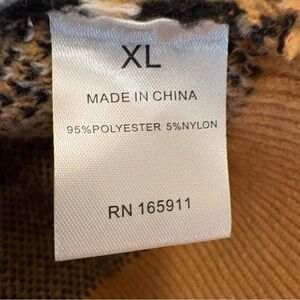 XL
MADE IN CHINA
95%POLYESTER 5%NYLON
RN 165911